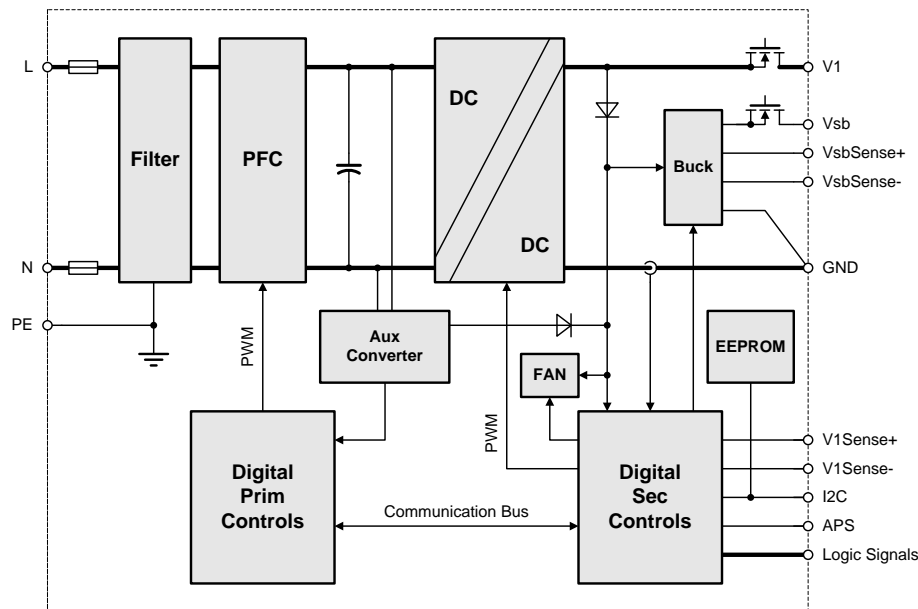 L
Filter
PFC
DC
DC
V1
Vsb
Buck
VsbSense+
VsbSense-
N
GND
PE
PWM
Aux
Converter
EEPROM
FAN
PWM
Digital
Prim
Controls
Communication Bus
Digital
Sec
Controls
V1Sense+
V1Sense-
I2C
APS
Logic Signals